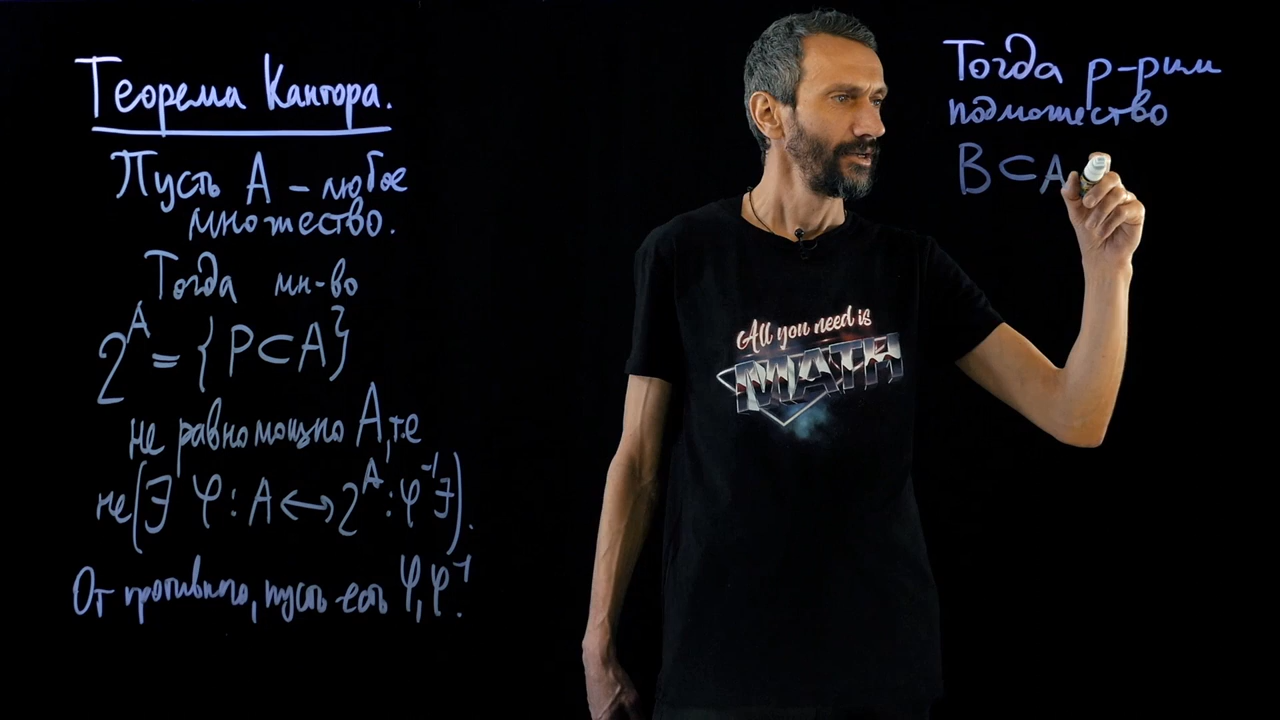 Теорема Кантора.
Пусть A – любое
множество.
Тогда мн-во
2^A = {P⊂A}
не равномощно A, т.е
не(∃ φ : A ↔ 2^A : φ^-1 ∃).
От противного, пусть есть φ, φ^-1.
All you need is
MATH
Тогда р-рим
подможество
B⊂A